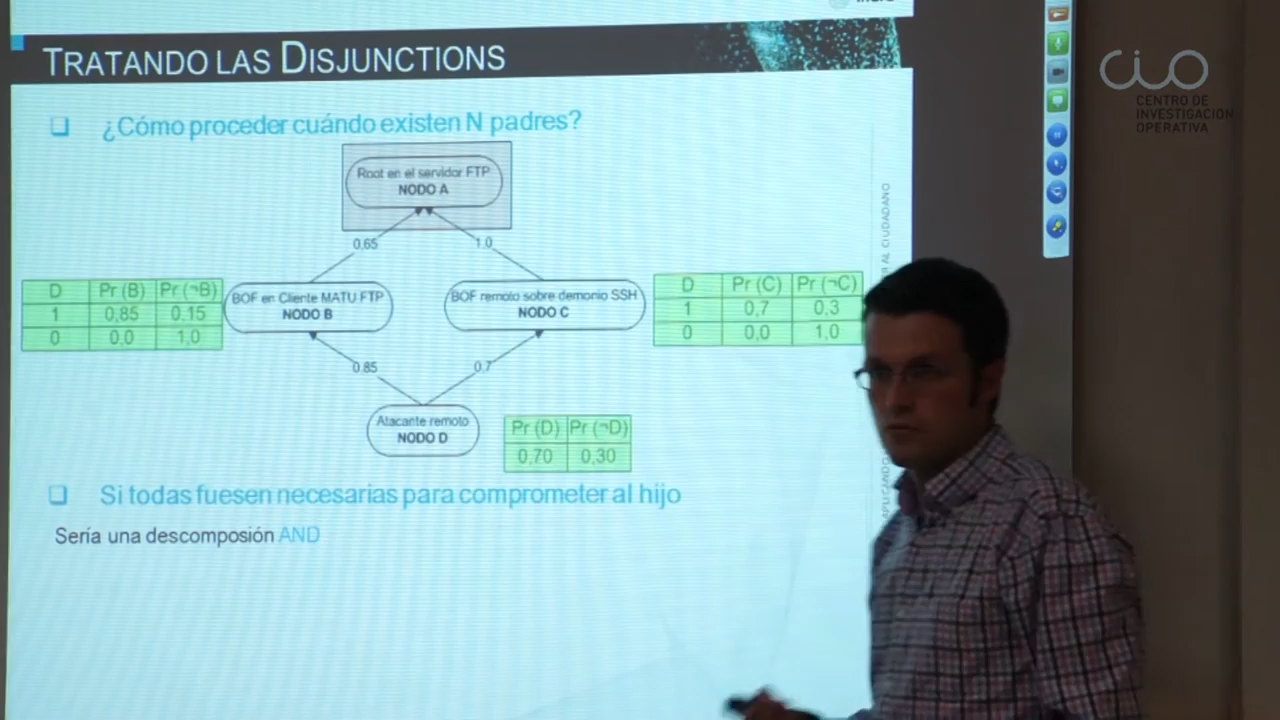 TRATANDO LAS DISJUNCTIONS
¿Cómo proceder cuándo existen N padres?
Root en el servidor FTP
NODO A
0.65
1.0
D Pr (B) Pr (¬B)
1 0,85 0,15
0 0,0 1,0
BOF en Cliente MATU FTP
NODO B
BOF remoto sobre demonio SSH
NODO C
D Pr (C) Pr (¬C)
1 0,7 0,3
0 0,0 1,0
0.85
0.7
Atacante remoto
NODO D
Pr (D) Pr (¬D)
0,70 0,30
Si todas fuesen necesarias para comprometer al hijo
Sería una descomposión AND
AL CIUDADANO
CIO
CENTRO DE
INVESTIGACION
OPERATIVA